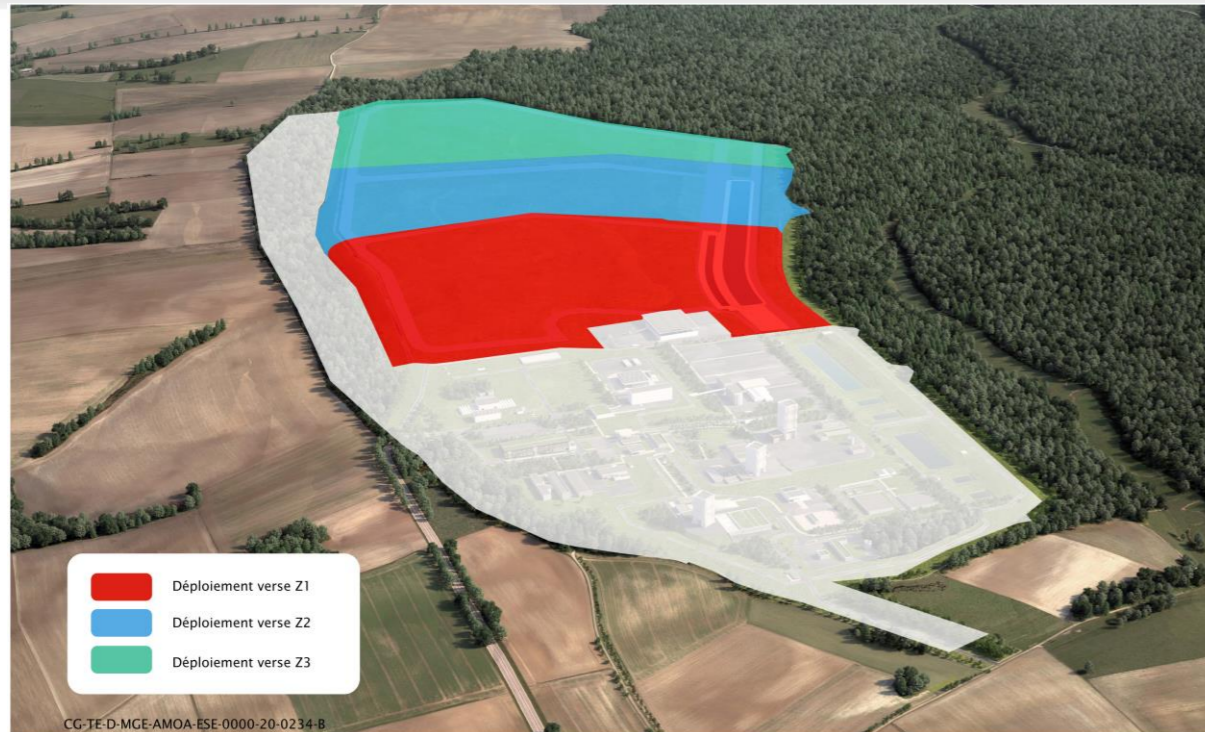 Déploiement verse Z1
Déploiement verse Z2
Déploiement verse Z3
CG-TE-D-MGE-AMOA-ESE-0000-20-0234-B